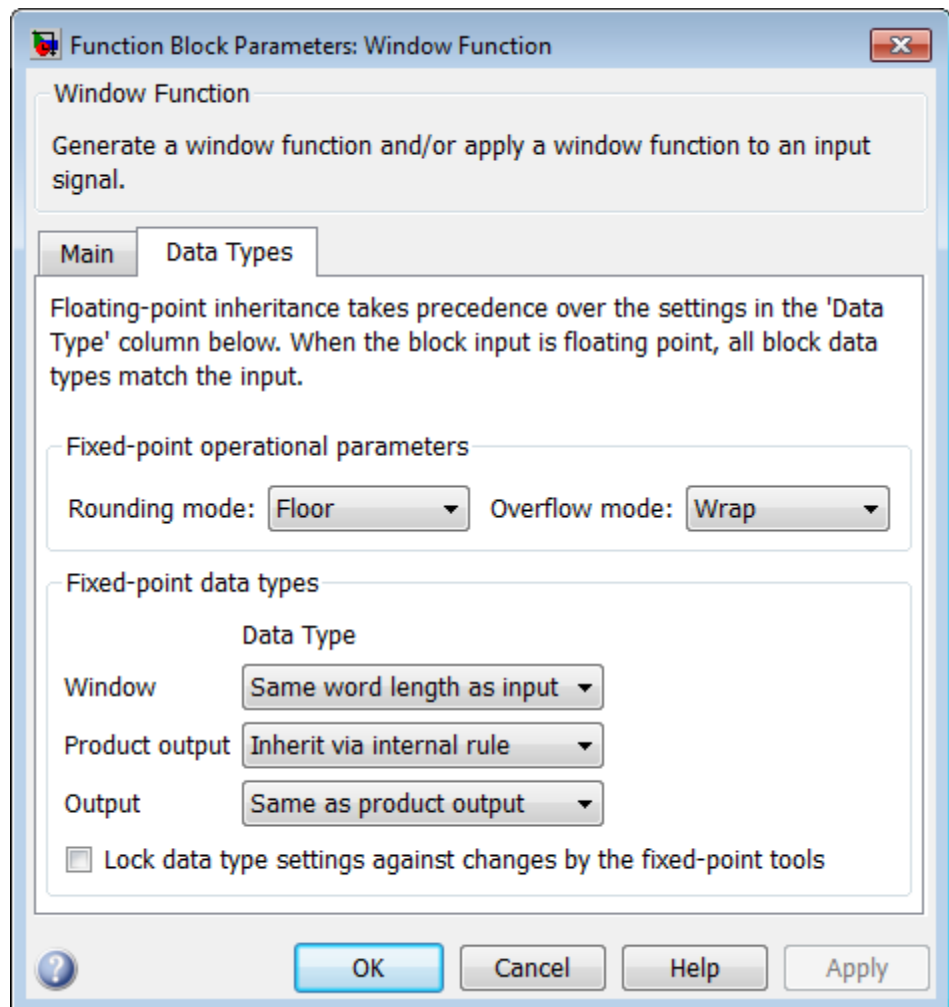 Function Block Parameters: Window Function
Window Function
Generate a window function and/or apply a window function to an input
signal.
Main
Data Types
Floating-point inheritance takes precedence over the settings in the 'Data
Type' column below. When the block input is floating point, all block data
types match the input.
Fixed-point operational parameters
Rounding mode: Floor Overflow mode: Wrap
Fixed-point data types
Data Type
Window Same word length as input
Product output Inherit via internal rule
Output Same as product output
Lock data type settings against changes by the fixed-point tools
? OK Cancel Help Apply